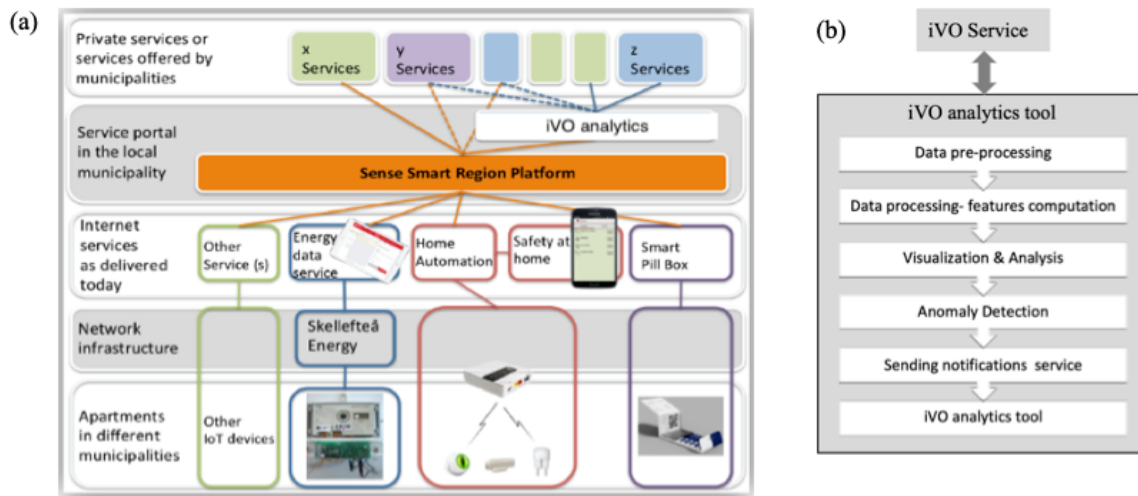 (a)
Private services or
services offered by
municipalities
x
Services
y
Services
z
Services
iVO analytics
Service portal
in the local
municipality
Sense Smart Region Platform
Internet
services
as delivered
today
Other
Service (s)
Energy
data
service
Home
Automation
Safety at
home
Smart
Pill Box
Network
infrastructure
Skellefteå
Energy
Apartments
in different
municipalities
Other
IoT devices
(b)
iVO Service
iVO analytics tool
Data pre-processing
Data processing- features computation
Visualization & Analysis
Anomaly Detection
Sending notifications service
iVO analytics tool